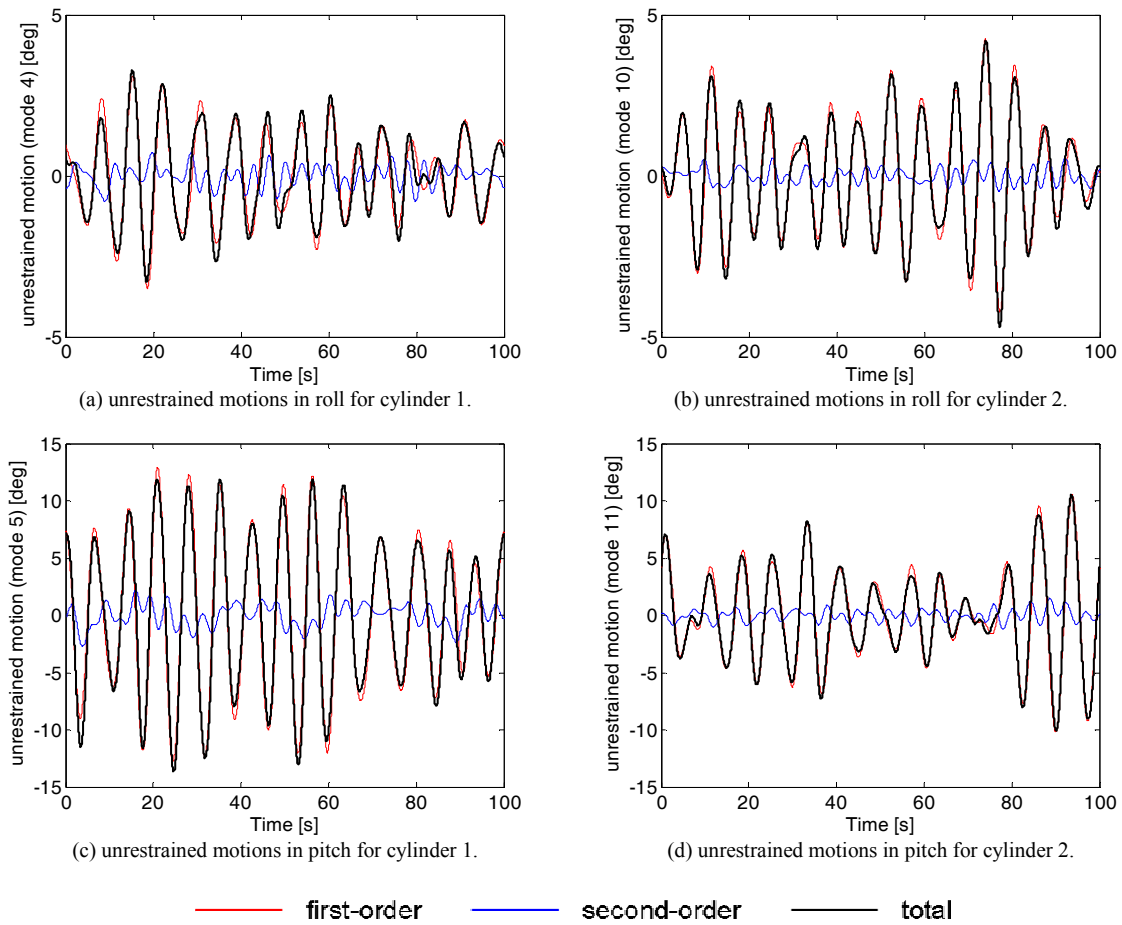 unrestrained motion (mode 4) [deg]
5
0
-5
0 20 40 60 80 100
Time [s]
(a) unrestrained motions in roll for cylinder 1.
unrestrained motion (mode 10) [deg]
5
0
-5
0 20 40 60 80 100
Time [s]
(b) unrestrained motions in roll for cylinder 2.
unrestrained motion (mode 5) [deg]
15
10
5
0
-5
-10
-15
0 20 40 60 80 100
Time [s]
(c) unrestrained motions in pitch for cylinder 1.
unrestrained motion (mode 11) [deg]
15
10
5
0
-5
-10
-15
0 20 40 60 80 100
Time [s]
(d) unrestrained motions in pitch for cylinder 2.
first-order second-order total